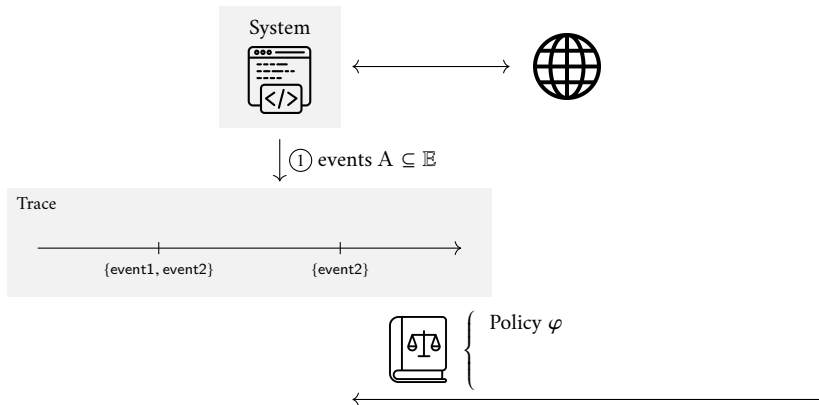 System
</>
① events A ⊆ 𝔼
Trace
{event1, event2} {event2}
Policy φ